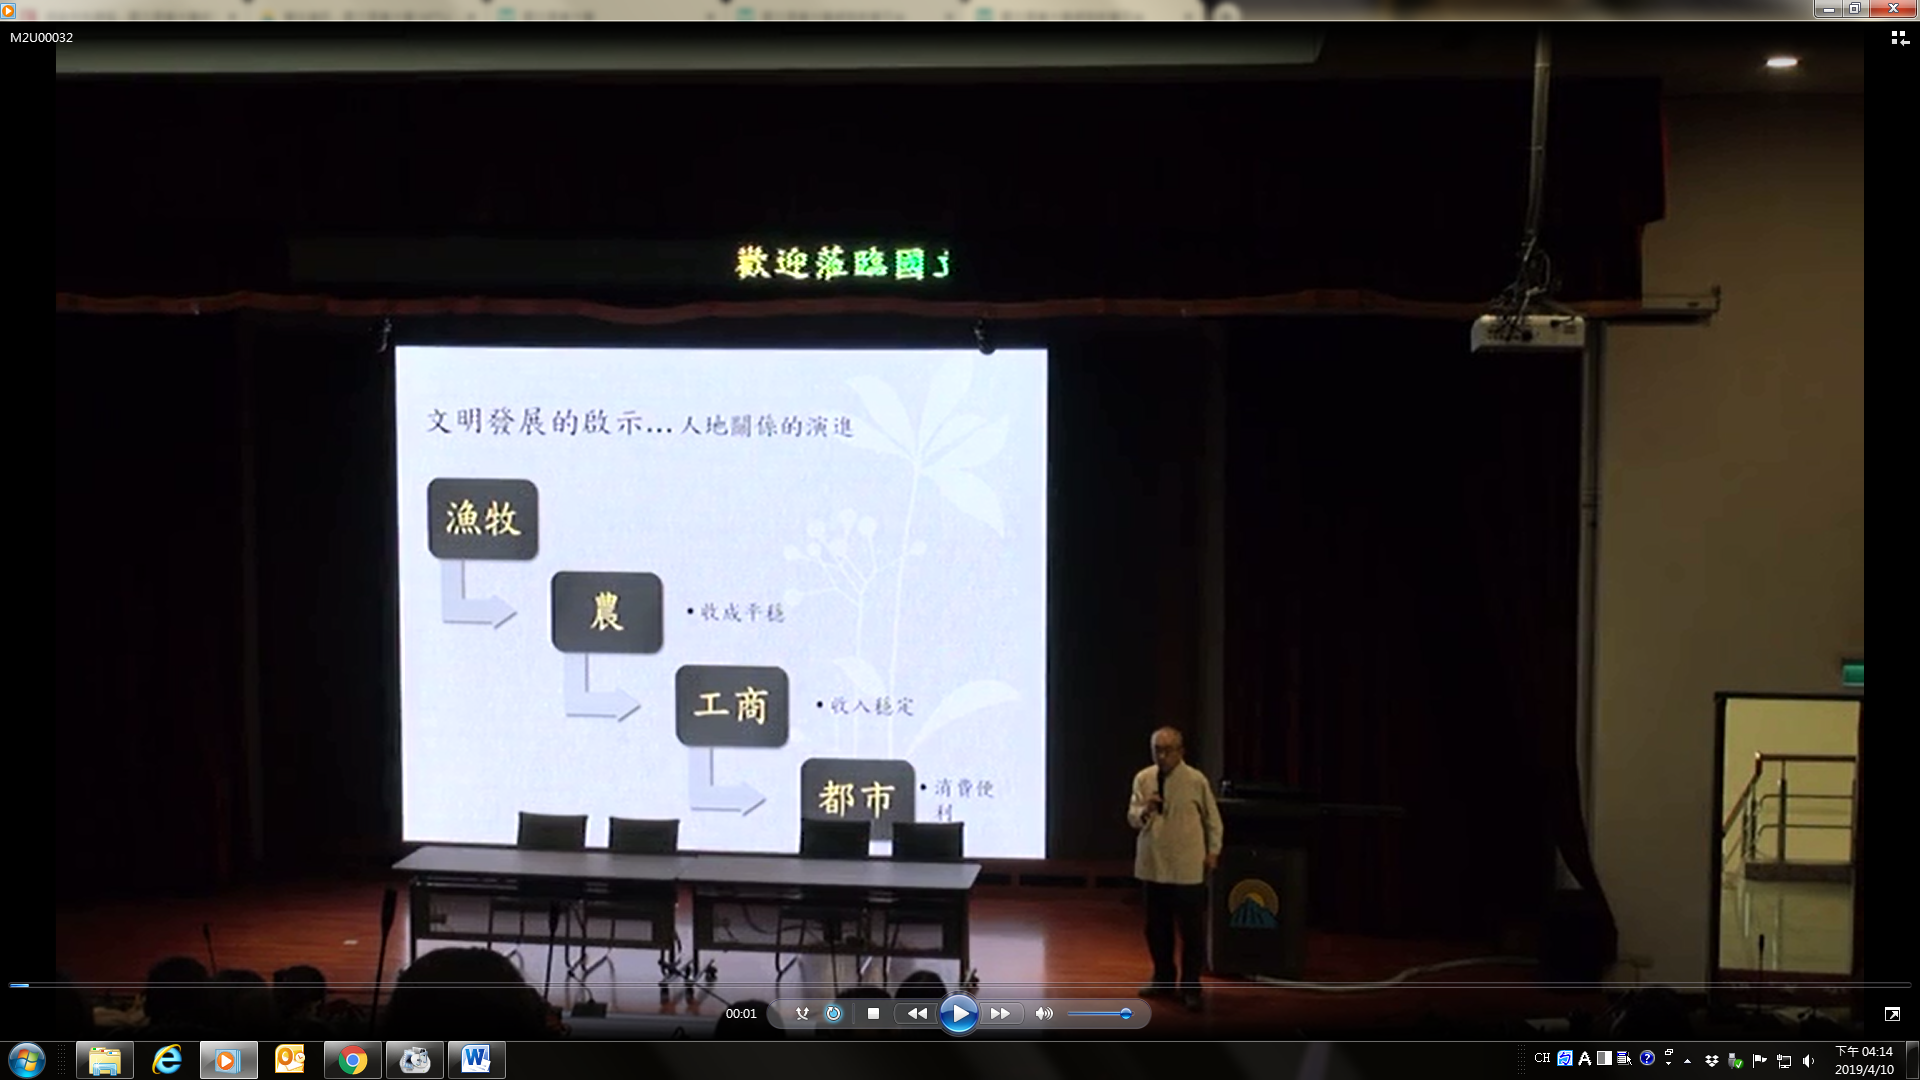 M2U00032
歡迎蒞臨國
文明發展的啟示...人地關係的演進
漁牧
農
• 收成平穩
工商
• 收入穩定
都市
• 消費便
利
00:01
CH
下午 04:14
2019/4/10